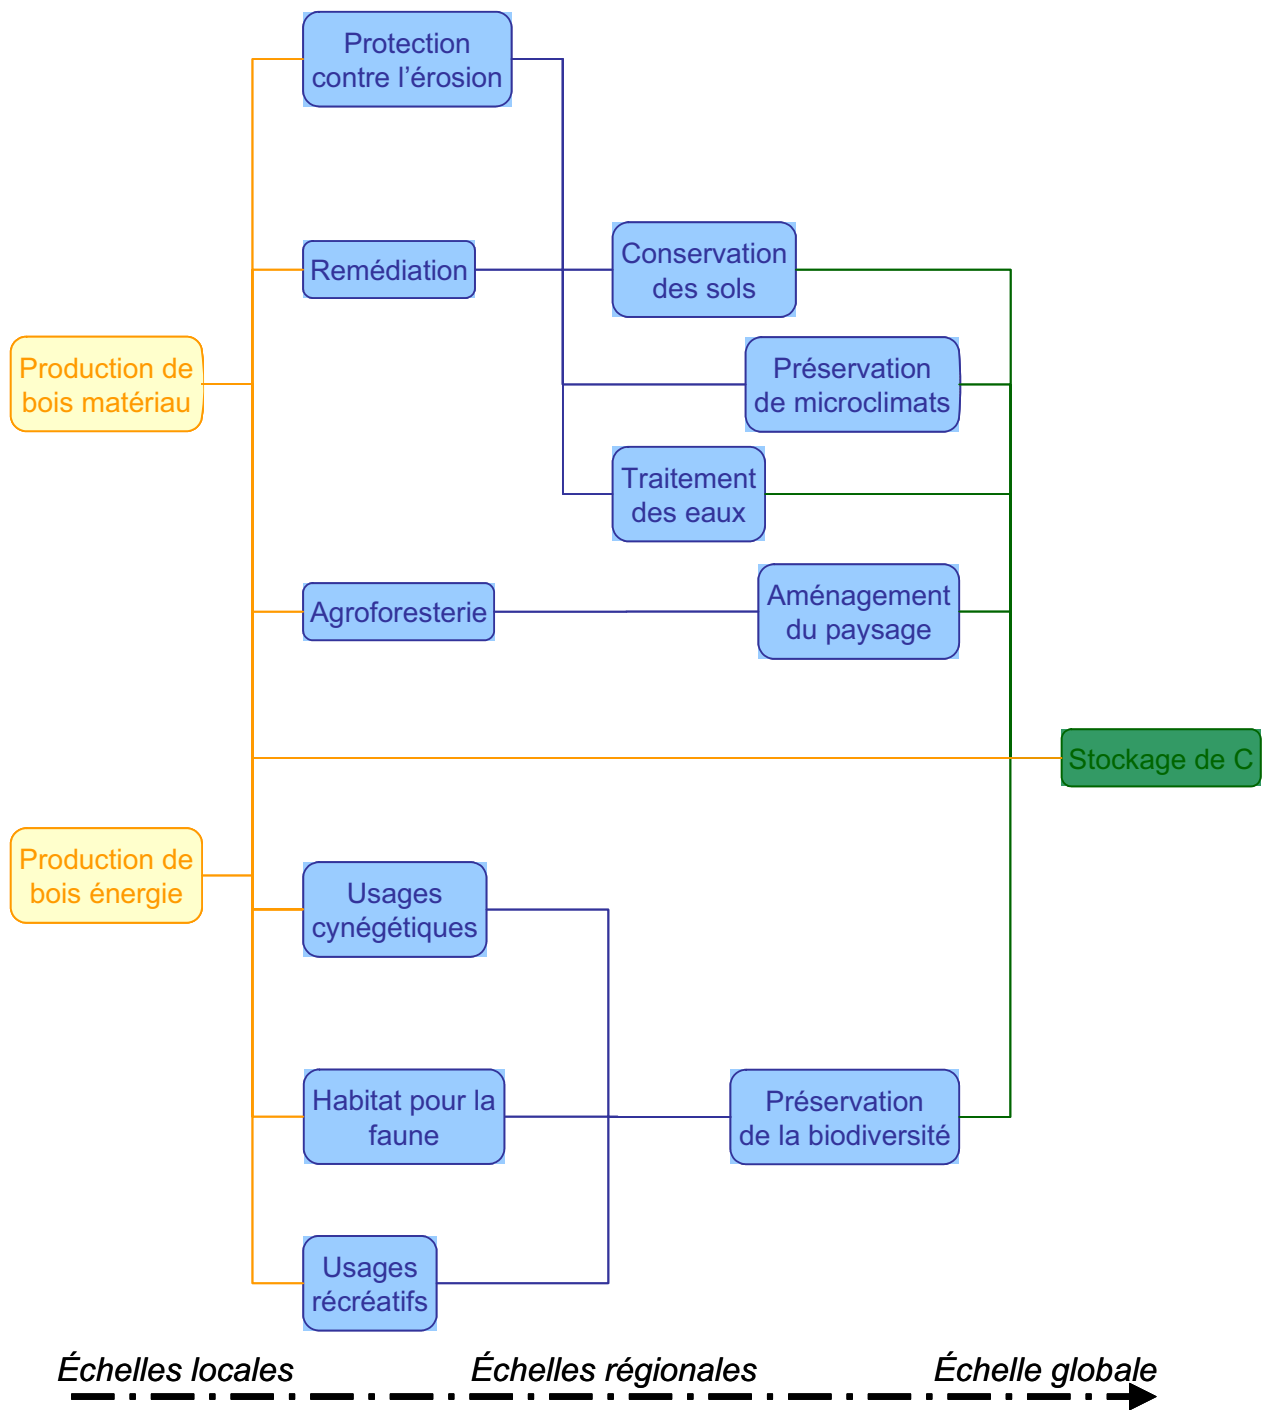 Protection
contre l'érosion
Remédiation
Conservation
des sols
Production de
bois matériau
Préservation
de microclimats
Traitement
des eaux
Agroforesterie
Aménagement
du paysage
Stockage de C
Production de
bois énergie
Usages
cynégétiques
Habitat pour la
faune
Préservation
de la biodiversité
Usages
récréatifs
Échelles locales
Échelles régionales
Échelle globale